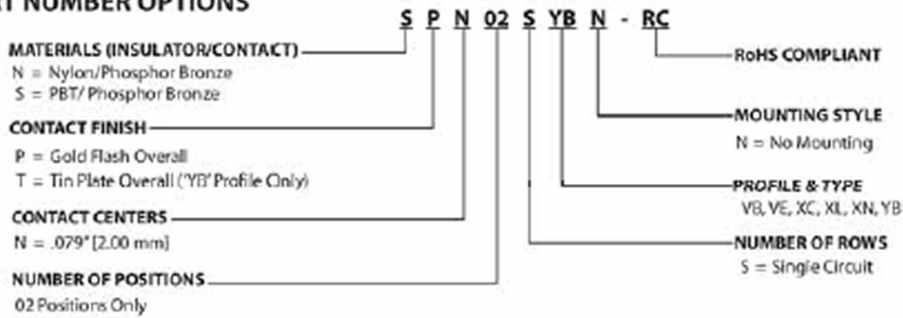 RT NUMBER OPTIONS
S P N 02 S YB N - RC
MATERIALS (INSULATOR/CONTACT)
N = Nylon/Phosphor Bronze
S = PBT/ Phosphor Bronze
CONTACT FINISH
P = Gold Flash Overall
T = Tin Plate Overall ('YB' Profile Only)
CONTACT CENTERS
N = .079" [2.00 mm]
NUMBER OF POSITIONS
02 Positions Only
RoHS COMPLIANT
MOUNTING STYLE
N = No Mounting
PROFILE & TYPE
VB, VE, XC, XL, XN, YB
NUMBER OF ROWS
S = Single Circuit